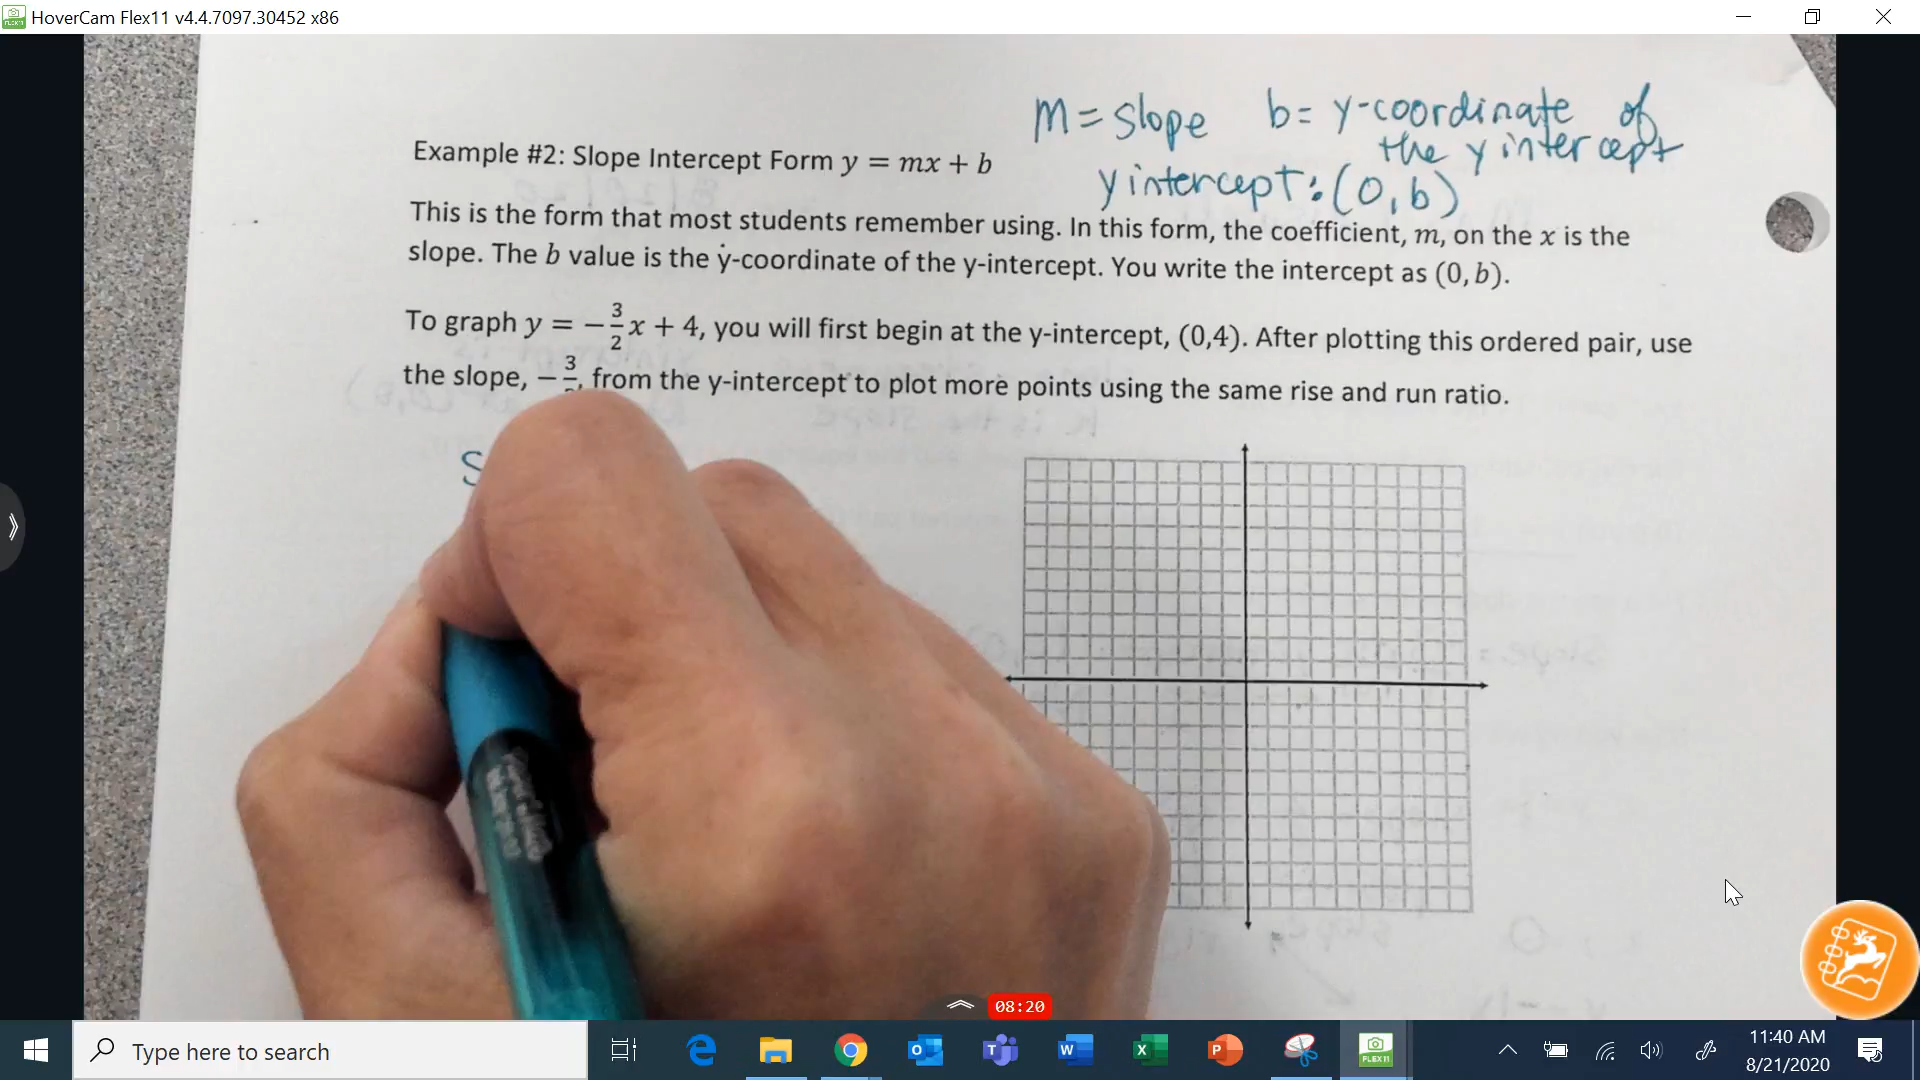 HoverCam Flex11 v4.4.7097.30452 x86
m = slope b = y-coordinate of
the y intercept
Example #2: Slope Intercept Form y = mx + b
y intercept: (0, b)
This is the form that most students remember using. In this form, the coefficient, m, on the x is the
slope. The b value is the y-coordinate of the y-intercept. You write the intercept as (0, b).
To graph y = −3/2x + 4, you will first begin at the y-intercept, (0,4). After plotting this ordered pair, use
the slope, −3/, from the y-intercept to plot more points using the same rise and run ratio.
S
08:20
Type here to search
11:40 AM
8/21/2020
FLEX11